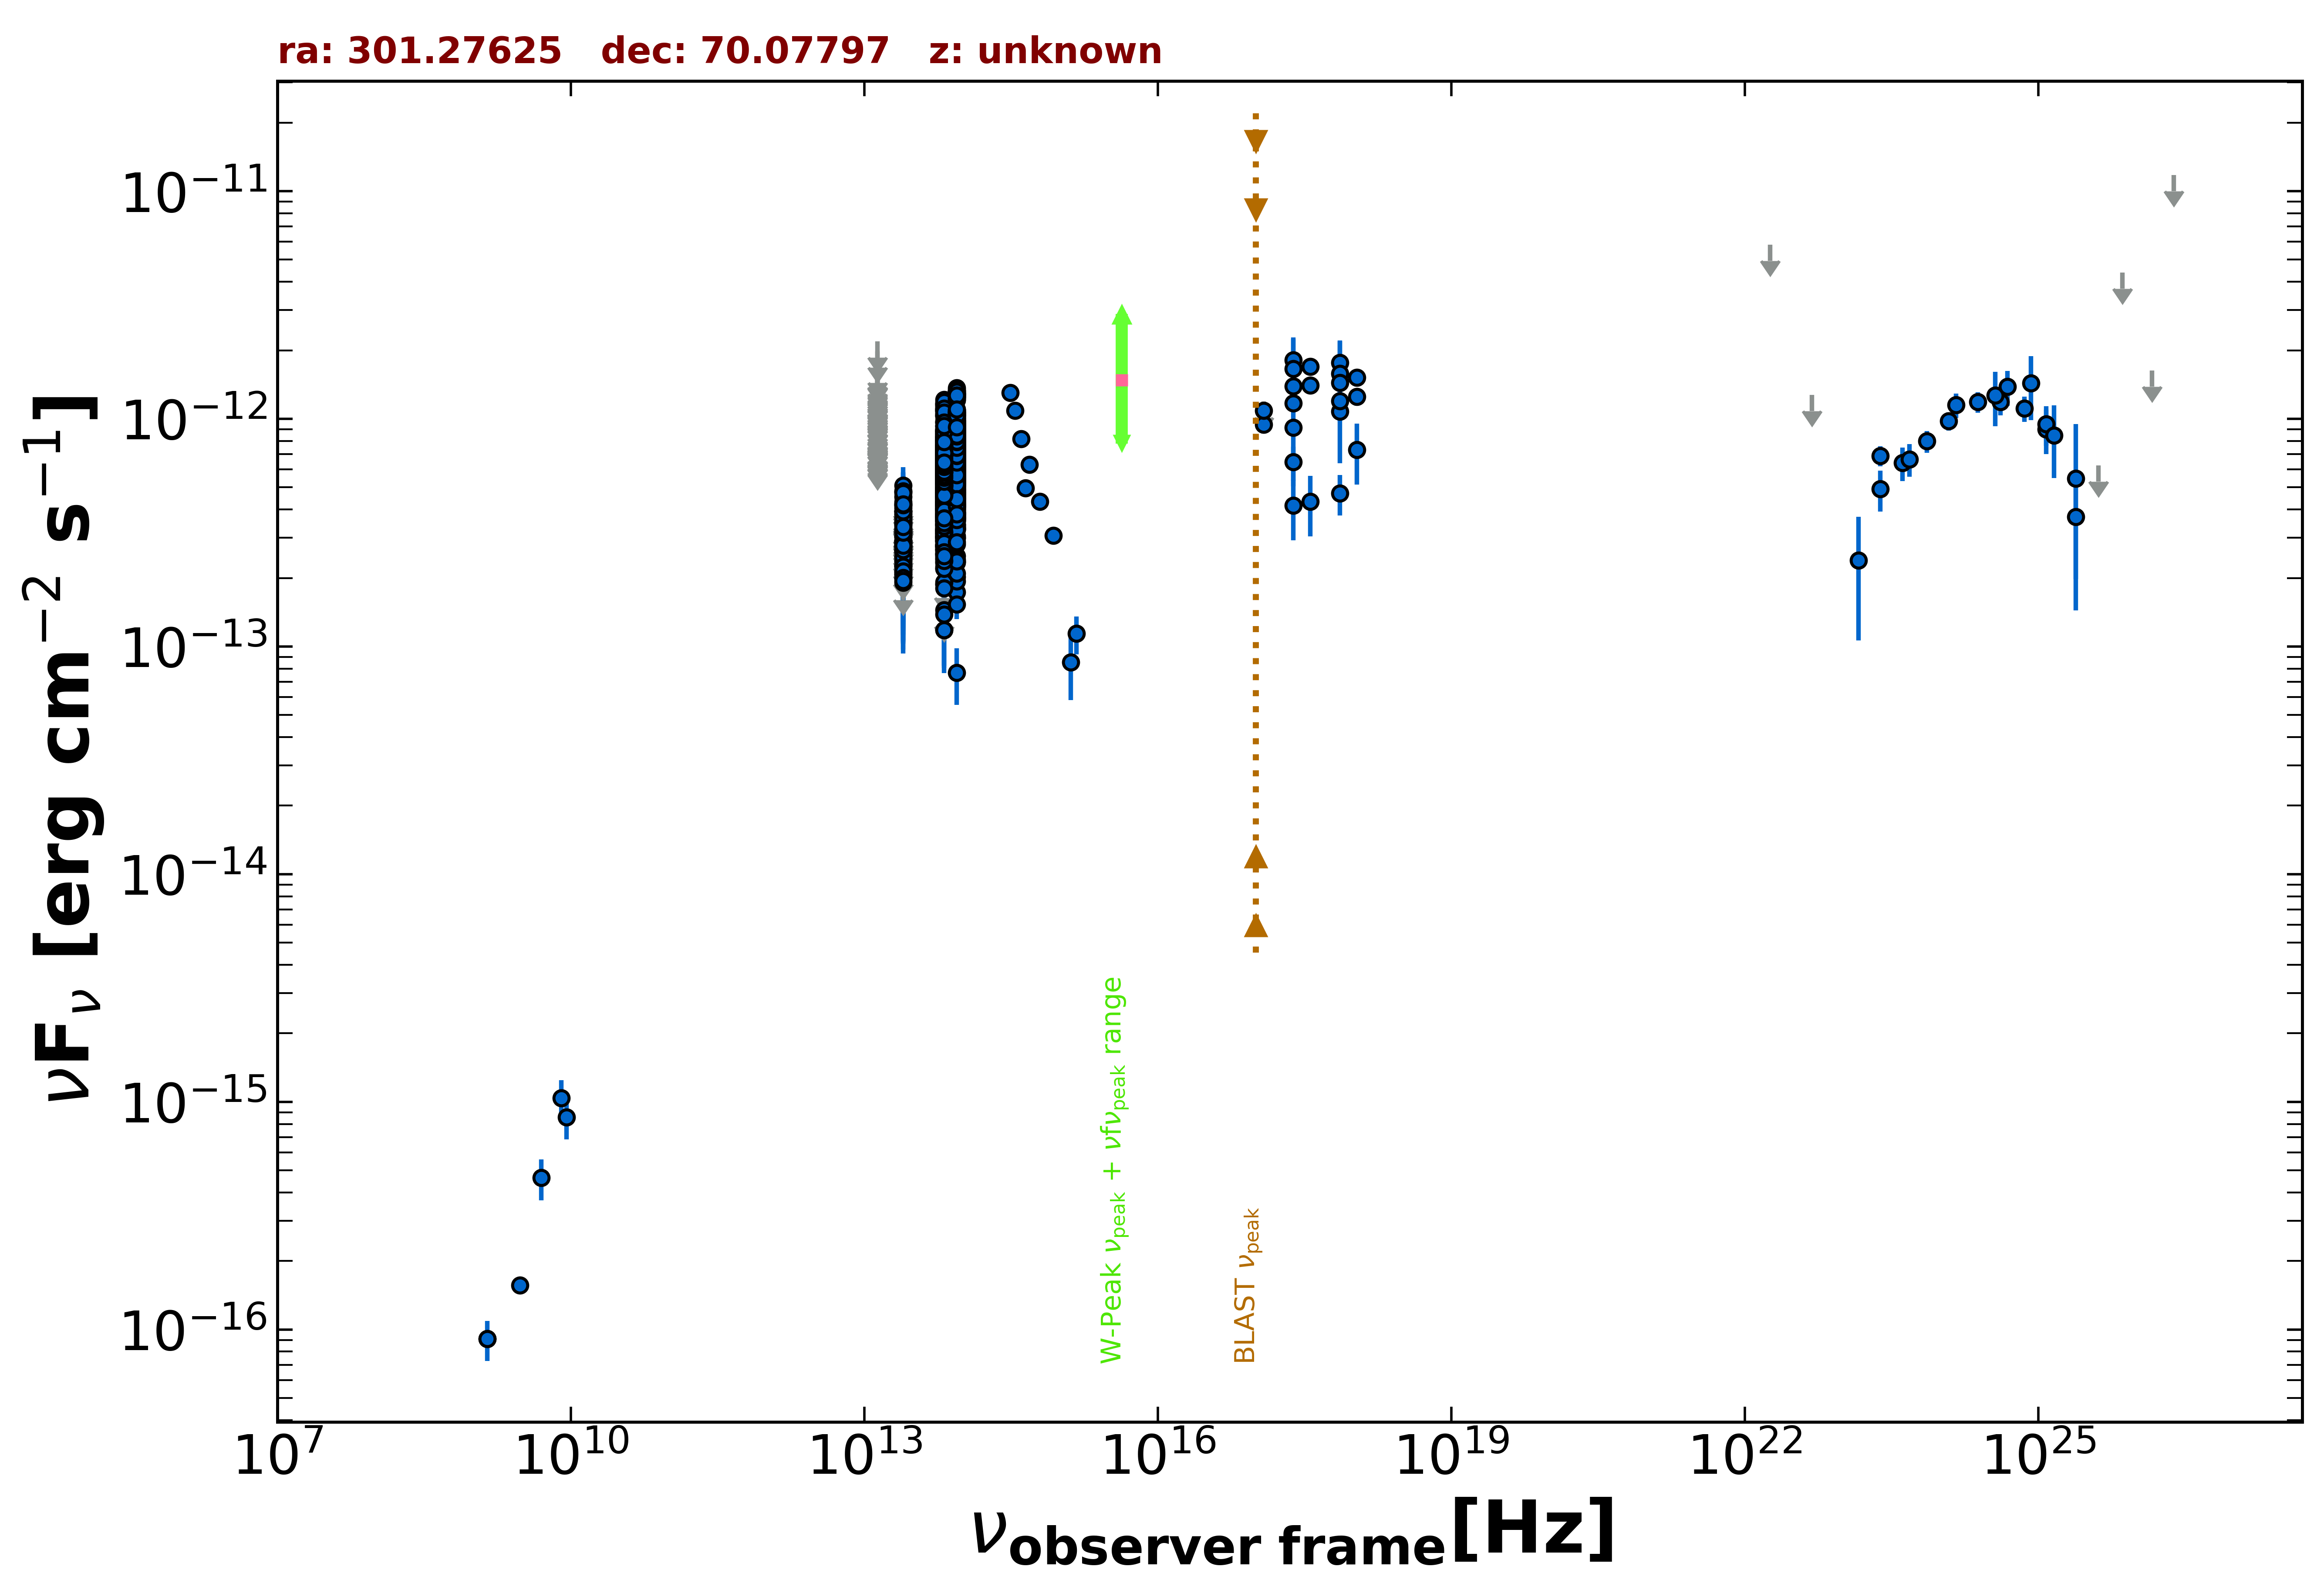 ra: 301.27625   dec: 70.07797   z: unknown
νFν [erg cm⁻² s⁻¹]
10⁻¹¹
10⁻¹²
10⁻¹³
10⁻¹⁴
10⁻¹⁵
10⁻¹⁶
W-Peak νpeak + νfνpeak range
BLAST νpeak
10⁷ 10¹⁰ 10¹³ 10¹⁶ 10¹⁹ 10²² 10²⁵
νobserver frame[Hz]